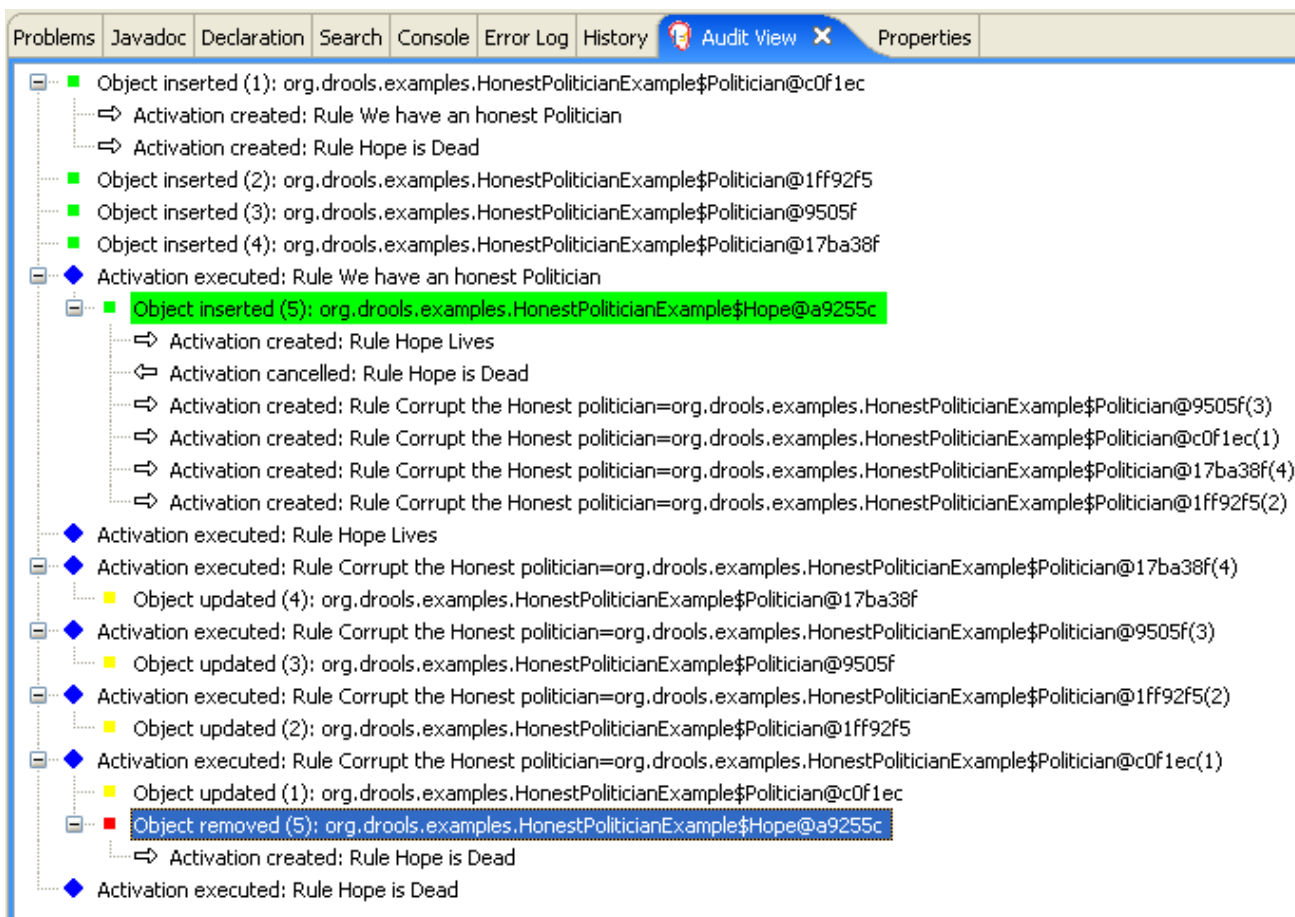 Problems Javadoc Declaration Search Console Error Log History Audit View Properties
Object inserted (1): org.drools.examples.HonestPoliticianExample$Politician@c0f1ec
Activation created: Rule We have an honest Politician
Activation created: Rule Hope is Dead
Object inserted (2): org.drools.examples.HonestPoliticianExample$Politician@1ff92f5
Object inserted (3): org.drools.examples.HonestPoliticianExample$Politician@9505f
Object inserted (4): org.drools.examples.HonestPoliticianExample$Politician@17ba38f
Activation executed: Rule We have an honest Politician
Object inserted (5): org.drools.examples.HonestPoliticianExample$Hope@a9255c
Activation created: Rule Hope Lives
Activation cancelled: Rule Hope is Dead
Activation created: Rule Corrupt the Honest politician=org.drools.examples.HonestPoliticianExample$Politician@9505f(3)
Activation created: Rule Corrupt the Honest politician=org.drools.examples.HonestPoliticianExample$Politician@c0f1ec(1)
Activation created: Rule Corrupt the Honest politician=org.drools.examples.HonestPoliticianExample$Politician@17ba38f(4)
Activation created: Rule Corrupt the Honest politician=org.drools.examples.HonestPoliticianExample$Politician@1ff92f5(2)
Activation executed: Rule Hope Lives
Activation executed: Rule Corrupt the Honest politician=org.drools.examples.HonestPoliticianExample$Politician@17ba38f(4)
Object updated (4): org.drools.examples.HonestPoliticianExample$Politician@17ba38f
Activation executed: Rule Corrupt the Honest politician=org.drools.examples.HonestPoliticianExample$Politician@9505f(3)
Object updated (3): org.drools.examples.HonestPoliticianExample$Politician@9505f
Activation executed: Rule Corrupt the Honest politician=org.drools.examples.HonestPoliticianExample$Politician@1ff92f5(2)
Object updated (2): org.drools.examples.HonestPoliticianExample$Politician@1ff92f5
Activation executed: Rule Corrupt the Honest politician=org.drools.examples.HonestPoliticianExample$Politician@c0f1ec(1)
Object updated (1): org.drools.examples.HonestPoliticianExample$Politician@c0f1ec
Object removed (5): org.drools.examples.HonestPoliticianExample$Hope@a9255c
Activation created: Rule Hope is Dead
Activation executed: Rule Hope is Dead